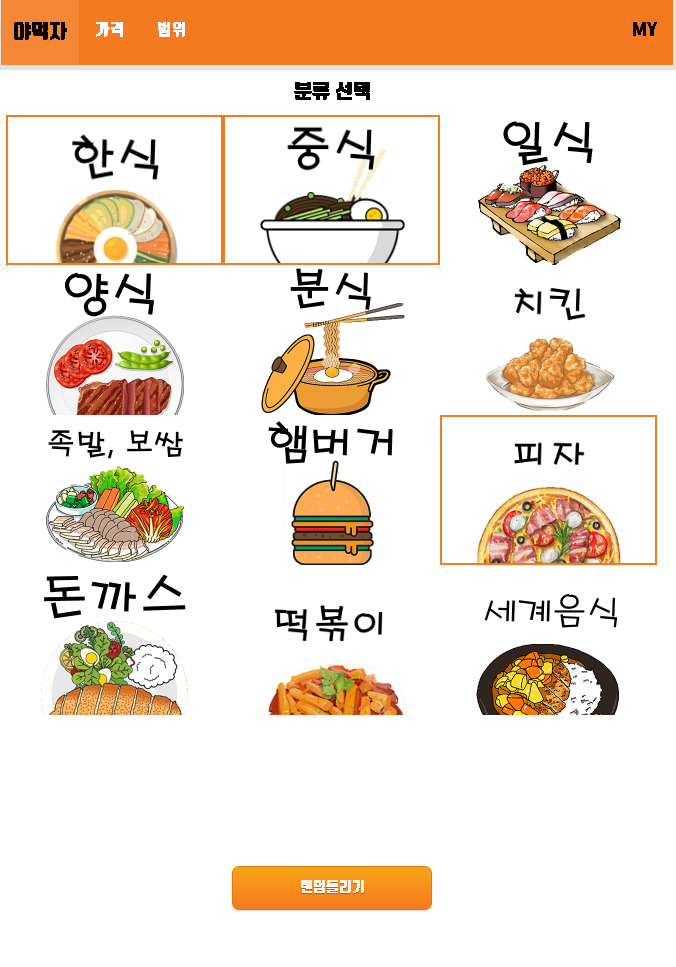 야먹자 가격 범위 MY
분류 선택
한식 중식 일식
양식 분식 치킨
족발, 보쌈 햄버거 피자
돈까스 떡볶이 세계음식
랜덤돌리기